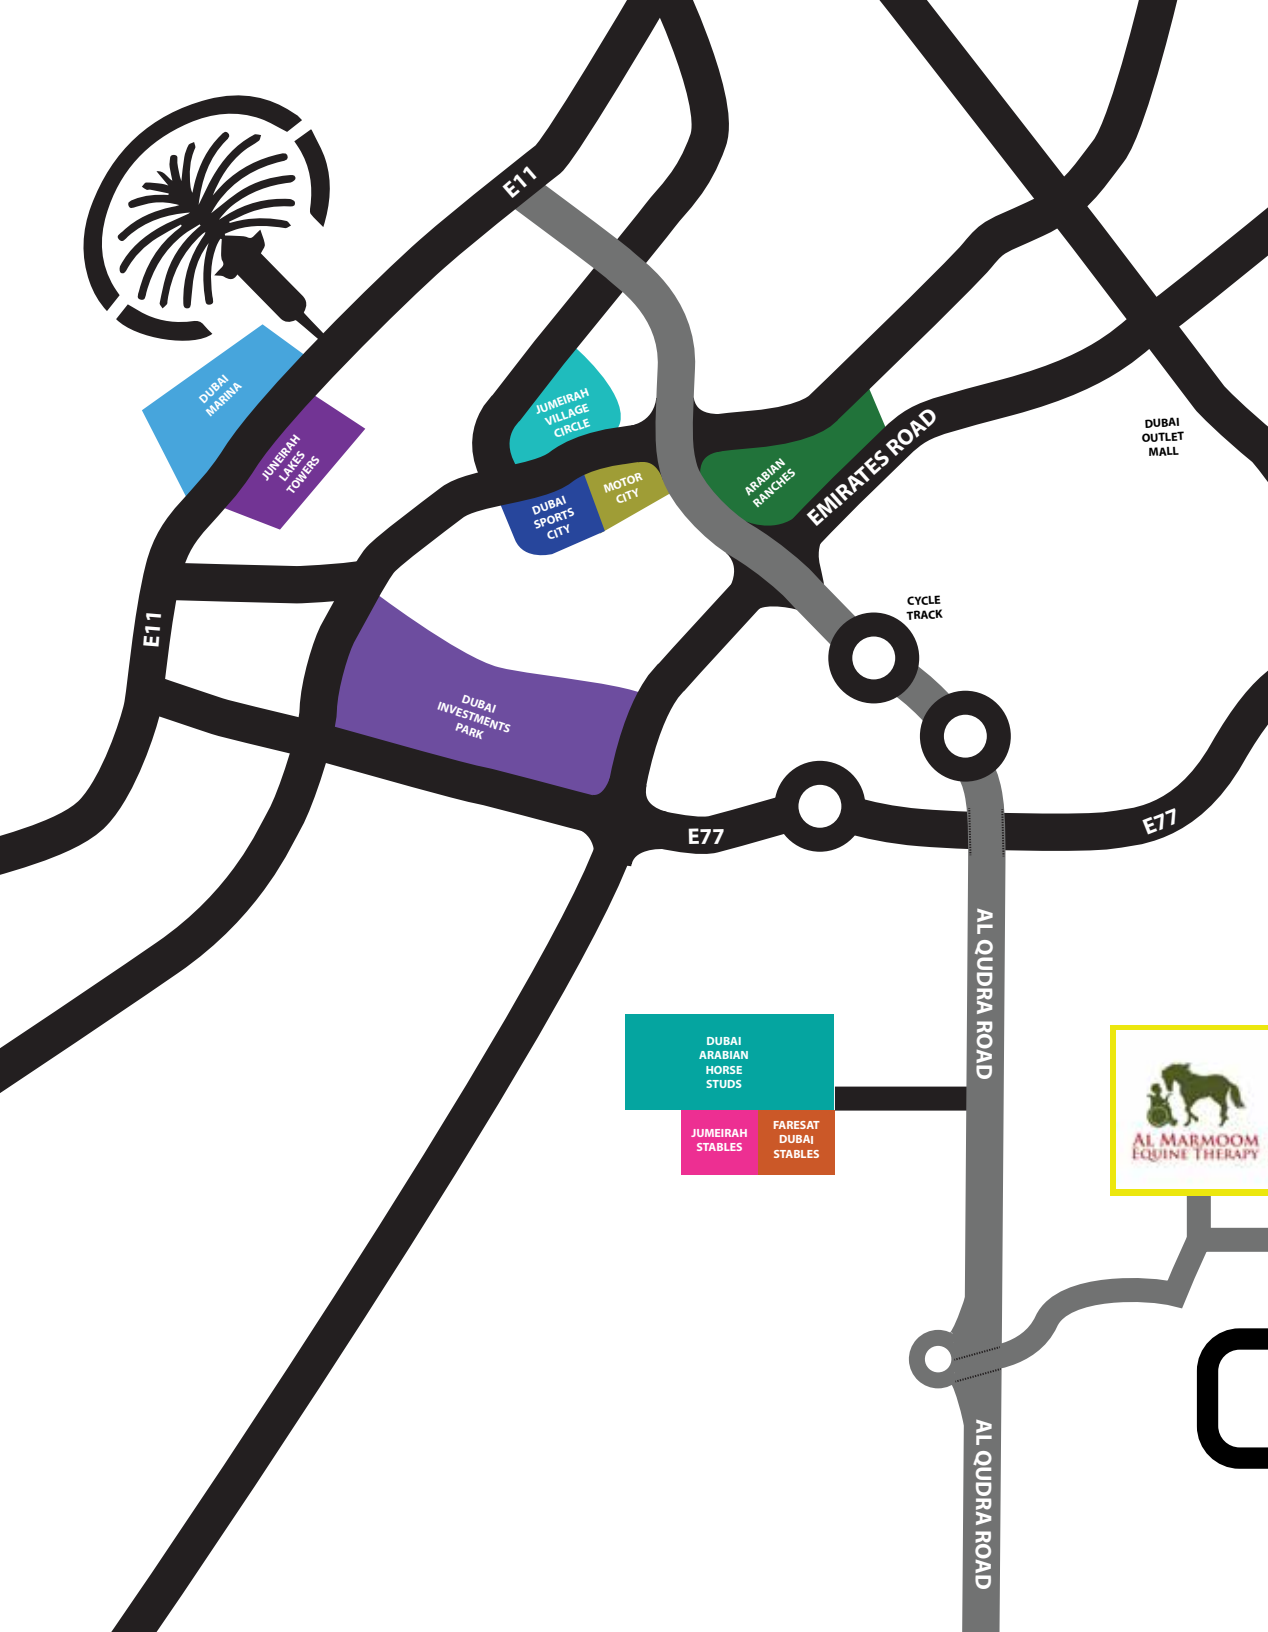 E11
DUBAI
MARINA
JUMEIRAH
VILLAGE
CIRCLE
JUNEIRAH
LAKES
TOWERS
DUBAI
OUTLET
MALL
EMIRATES ROAD
ARABIAN
RANCHES
MOTOR
CITY
DUBAI
SPORTS
CITY
CYCLE
TRACK
E11
DUBAI
INVESTMENTS
PARK
E77
E77
AL QUDRA ROAD
DUBAI
ARABIAN
HORSE
STUDS
JUMEIRAH
STABLES
FARESAT
DUBAI
STABLES
AL MARMOOM
EQUINE THERAPY
AL QUDRA ROAD